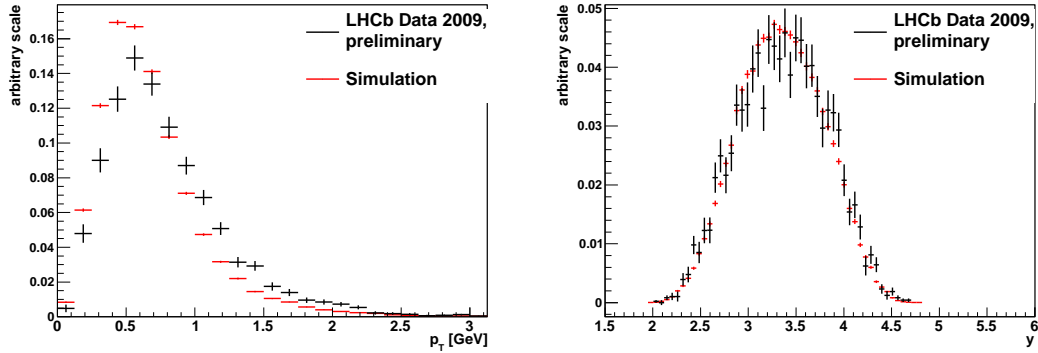 arbitrary scale
0.16
0.14
0.12
0.1
0.08
0.06
0.04
0.02
0
LHCb Data 2009,
preliminary
Simulation
0 0.5 1 1.5 2 2.5 3
p_T [GeV]
arbitrary scale
0.05
0.04
0.03
0.02
0.01
0
LHCb Data 2009,
preliminary
Simulation
1.5 2 2.5 3 3.5 4 4.5 5 5.5 6
y